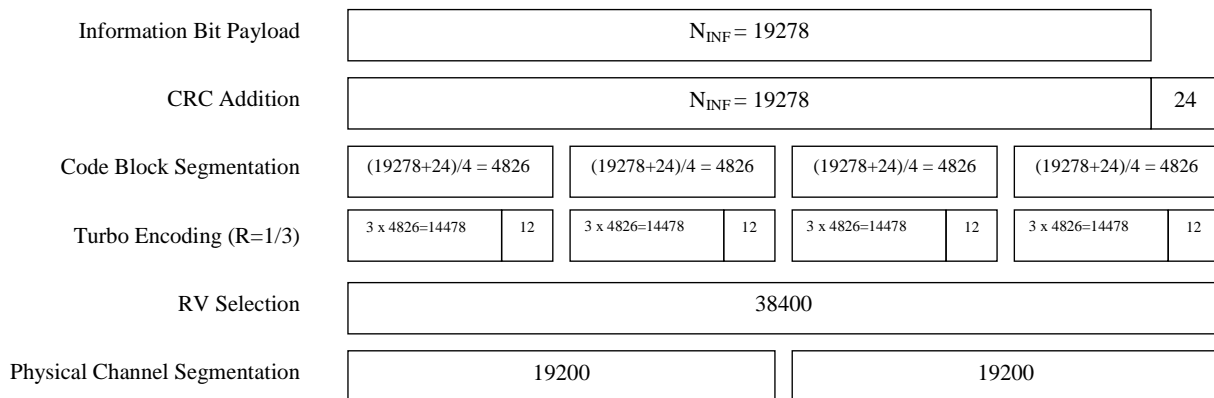 Information Bit Payload
N_INF = 19278
CRC Addition
N_INF = 19278
24
Code Block Segmentation
(19278+24)/4 = 4826
(19278+24)/4 = 4826
(19278+24)/4 = 4826
(19278+24)/4 = 4826
Turbo Encoding (R=1/3)
3 x 4826=14478
12
3 x 4826=14478
12
3 x 4826=14478
12
3 x 4826=14478
12
RV Selection
38400
Physical Channel Segmentation
19200
19200